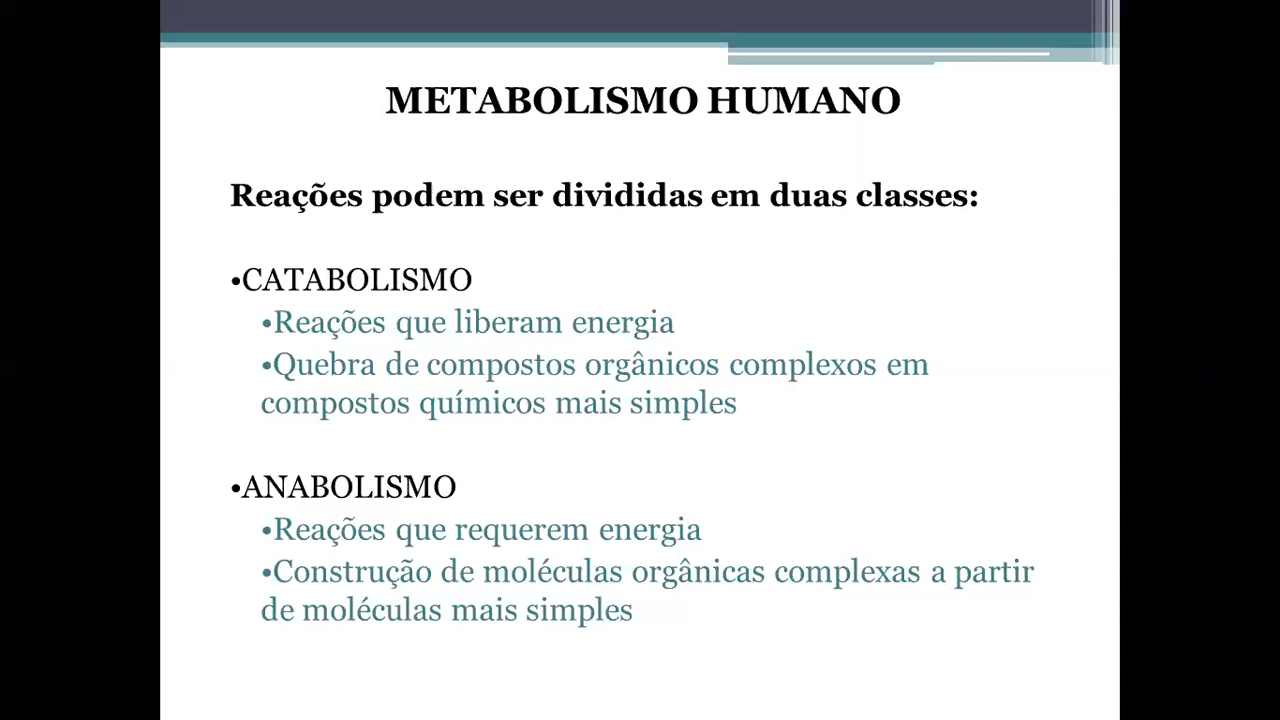 METABOLISMO HUMANO
Reações podem ser divididas em duas classes:
•CATABOLISMO
•Reações que liberam energia
•Quebra de compostos orgânicos complexos em
compostos químicos mais simples
•ANABOLISMO
•Reações que requerem energia
•Construção de moléculas orgânicas complexas a partir
de moléculas mais simples